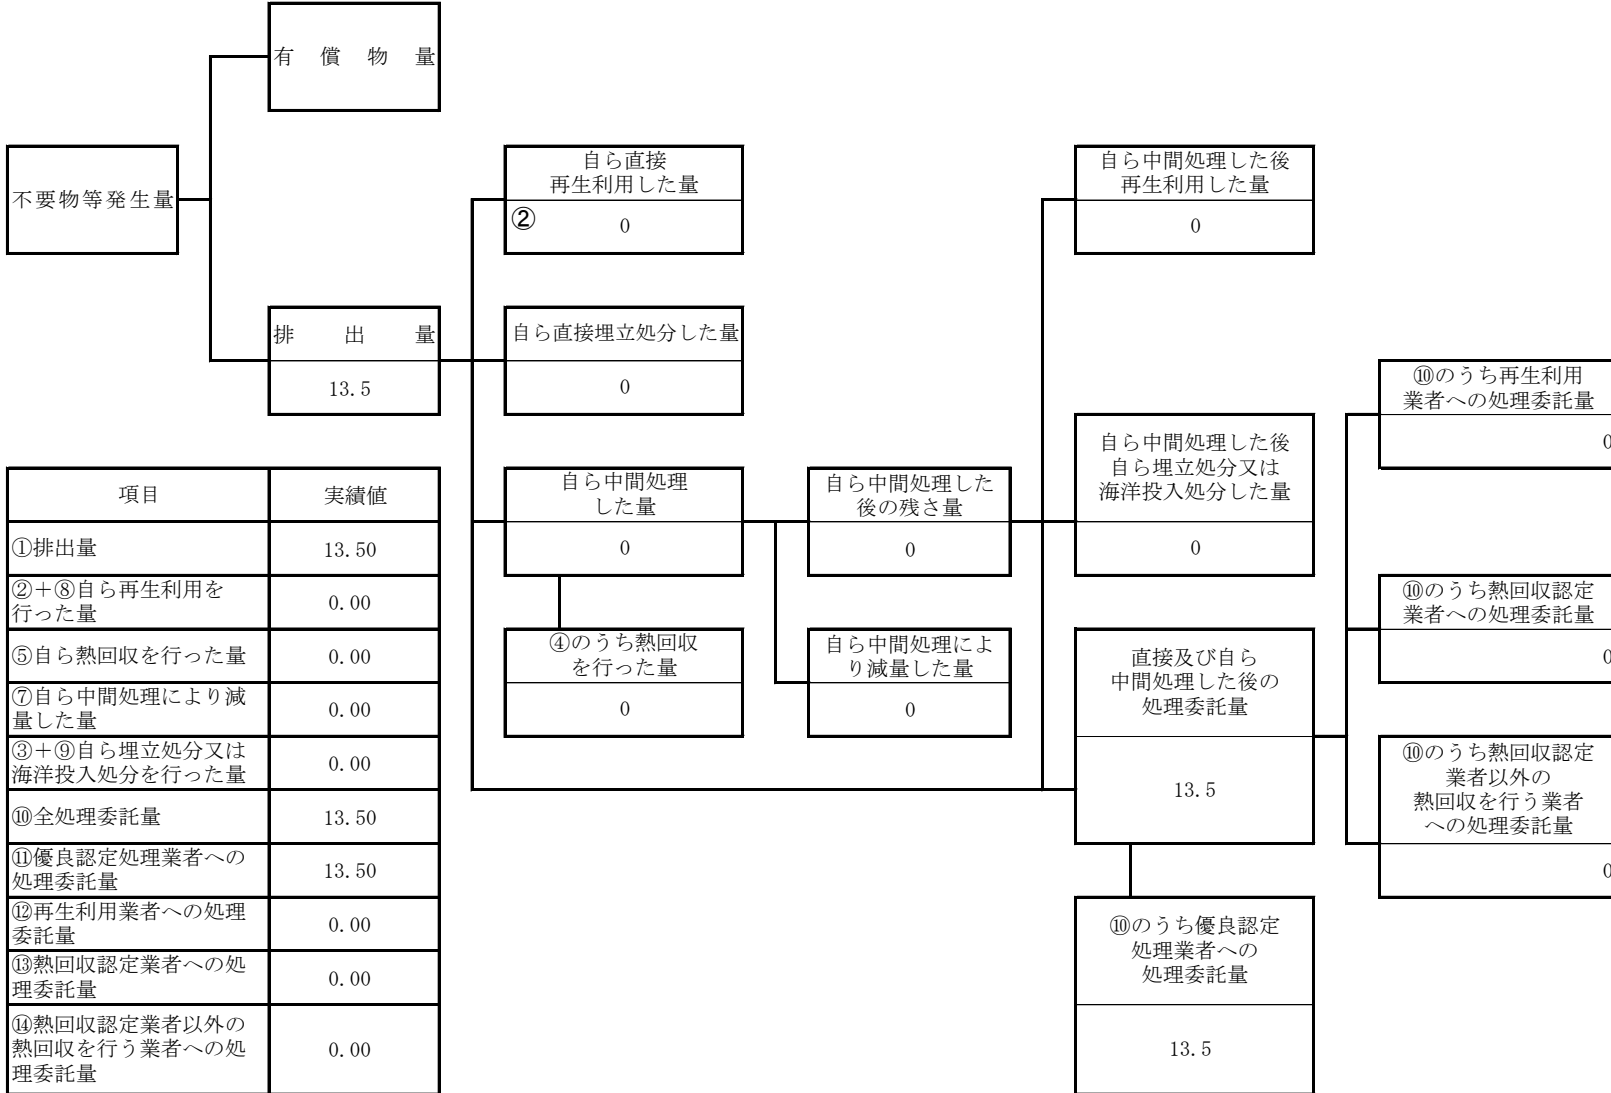 有償物量
不要物等発生量
自ら直接
再生利用した量
②
0
自ら中間処理した後
再生利用した量
0
排出量
13.5
自ら直接埋立処分した量
0
⑩のうち再生利用
業者への処理委託量
0
自ら中間処理
した量
0
自ら中間処理した
後の残さ量
0
自ら中間処理した後
自ら埋立処分又は
海洋投入処分した量
0
④のうち熱回収
を行った量
0
自ら中間処理によ
り減量した量
0
直接及び自ら
中間処理した後の
処理委託量
13.5
⑩のうち熱回収認定
業者への処理委託量
0
⑩のうち熱回収認定
業者以外の
熱回収を行う業者
への処理委託量
0
⑩のうち優良認定
処理業者への
処理委託量
13.5
項目 実績値
①排出量 13.50
②＋⑧自ら再生利用を
行った量 0.00
⑤自ら熱回収を行った量 0.00
⑦自ら中間処理により減
量した量 0.00
③＋⑨自ら埋立処分又は
海洋投入処分を行った量 0.00
⑩全処理委託量 13.50
⑪優良認定処理業者への
処理委託量 13.50
⑫再生利用業者への処理
委託量 0.00
⑬熱回収認定業者への処
理委託量 0.00
⑭熱回収認定業者以外の
熱回収を行う業者への処
理委託量 0.00